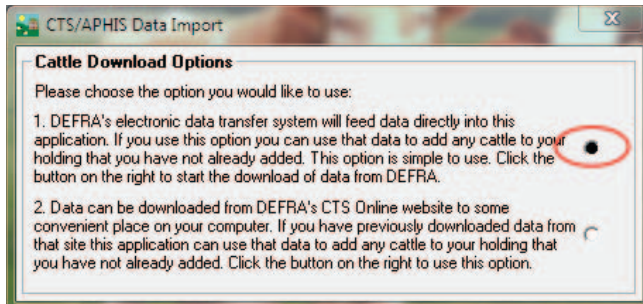 CTS/APHIS Data Import
Cattle Download Options
Please choose the option you would like to use:
1. DEFRA's electronic data transfer system will feed data directly into this
application. If you use this option you can use that data to add any cattle to your
holding that you have not already added. This option is simple to use. Click the
button on the right to start the download of data from DEFRA.
2. Data can be downloaded from DEFRA's CTS Online website to some
convenient place on your computer. If you have previously downloaded data from
that site this application can use that data to add any cattle to your holding that
you have not already added. Click the button on the right to use this option.